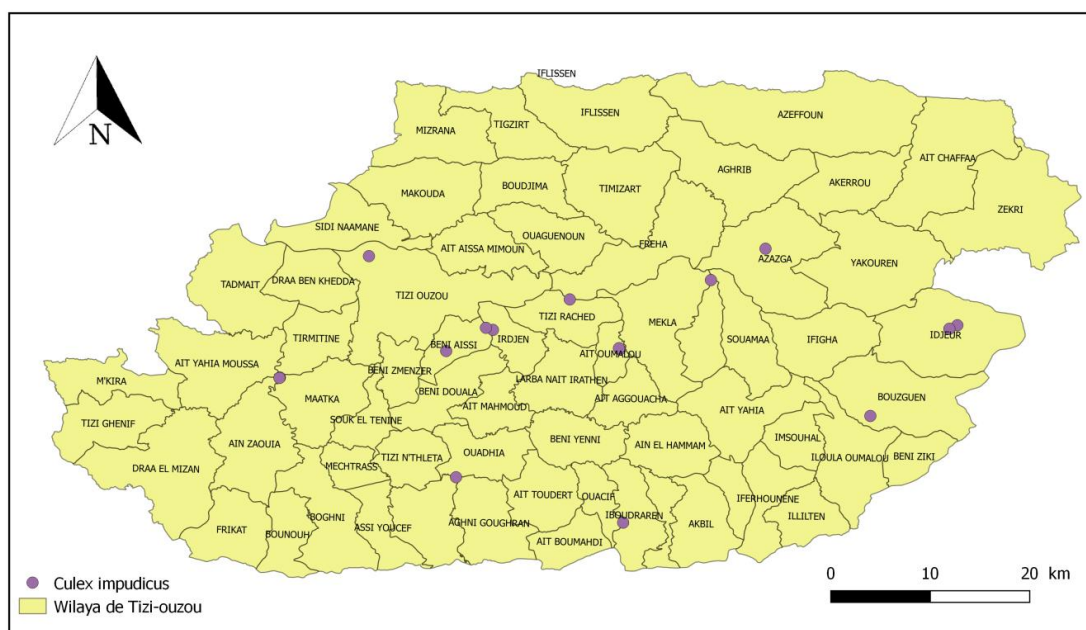 IFLISSEN
IFLISSEN
AZEFFOUN
TIGZIRT
MIZRANA
AIT CHAFFAA
AGHRIB
AKERROU
BOUDJIMA
TIMIZART
MAKOUDA
ZEKRI
SIDI NAAMANE
OUAGUENOUN
FREHA
AIT AISSA MIMOUN
AZAZGA
YAKOUREN
TADMAIT
DRAA BEN KHEDDA
TIZI OUZOU
TIZI RACHED
MEKLA
TIRMITINE
IRDJEN
SOUAMAA
IFIGHA
IDJEUR
BENI AISSI
AIT OUMALOU
AIT YAHIA MOUSSA
BENI ZMENZER
M'KIRA
LARBA NAIT IRATHEN
BENI DOUALA
MAATKA
AIT AGGOUACHA
BOUZGUEN
AIT MAHMOUD
AIT YAHIA
TIZI GHENIF
SOUK EL TENINE
AIN ZAOUIA
BENI YENNI
AIN EL HAMMAM
IMSOUHAL
OUADHIA
TIZI N'THLETA
ILOULA OUMALOU
BENI ZIKI
MECHTRASS
DRAA EL MIZAN
AIT TOUDERT
OUACIF
IFERHOUNENE
IBOUDRAREN
ILLILTEN
BOGHNI
AKBIL
ASSI YOUCEF
AGHNI GOUGHRAN
FRIKAT
BOUNOUH
AIT BOUMAHDI
N
Culex impudicus
Wilaya de Tizi-ouzou
0 10 20 km